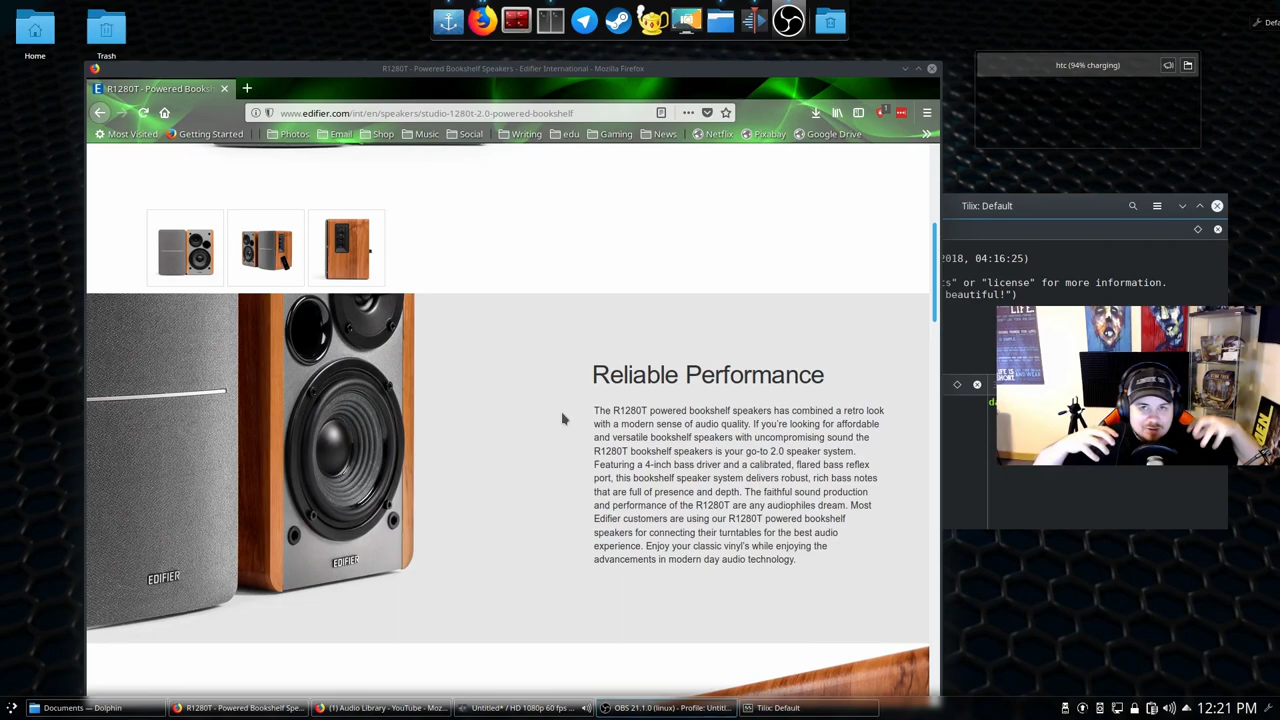 Home
Trash
Defa
R1280T - Powered Bookshelf Speakers - Edifier International - Mozilla Firefox
htc (94% charging)
R1280T - Powered Booksh
www.edifier.com/int/en/speakers/studio-1280t-2.0-powered-bookshelf
Most Visited Getting Started Photos Email Shop Music Social Writing edu Gaming News Netflix Pixabay Google Drive
Tilix: Default
2018, 04:16:25)
s" or "license" for more information.
beautiful!")
Reliable Performance
The R1280T powered bookshelf speakers has combined a retro look
with a modern sense of audio quality. If you're looking for affordable
and versatile bookshelf speakers with uncompromising sound the
R1280T bookshelf speakers is your go-to 2.0 speaker system.
Featuring a 4-inch bass driver and a calibrated, flared bass reflex
port, this bookshelf speaker system delivers robust, rich bass notes
that are full of presence and depth. The faithful sound production
and performance of the R1280T are any audiophiles dream. Most
Edifier customers are using our R1280T powered bookshelf
speakers for connecting their turntables for the best audio
experience. Enjoy your classic vinyl's while enjoying the
advancements in modern day audio technology.
EDIFIER
EDIFIER
LIFE.
Documents — Dolphin
R1280T - Powered Bookshelf Spe...
(1) Audio Library - YouTube - Moz...
Untitled* / HD 1080p 60 fps ...
OBS 21.1.0 (linux) - Profile: Untitl...
Tilix: Default
12:21 PM